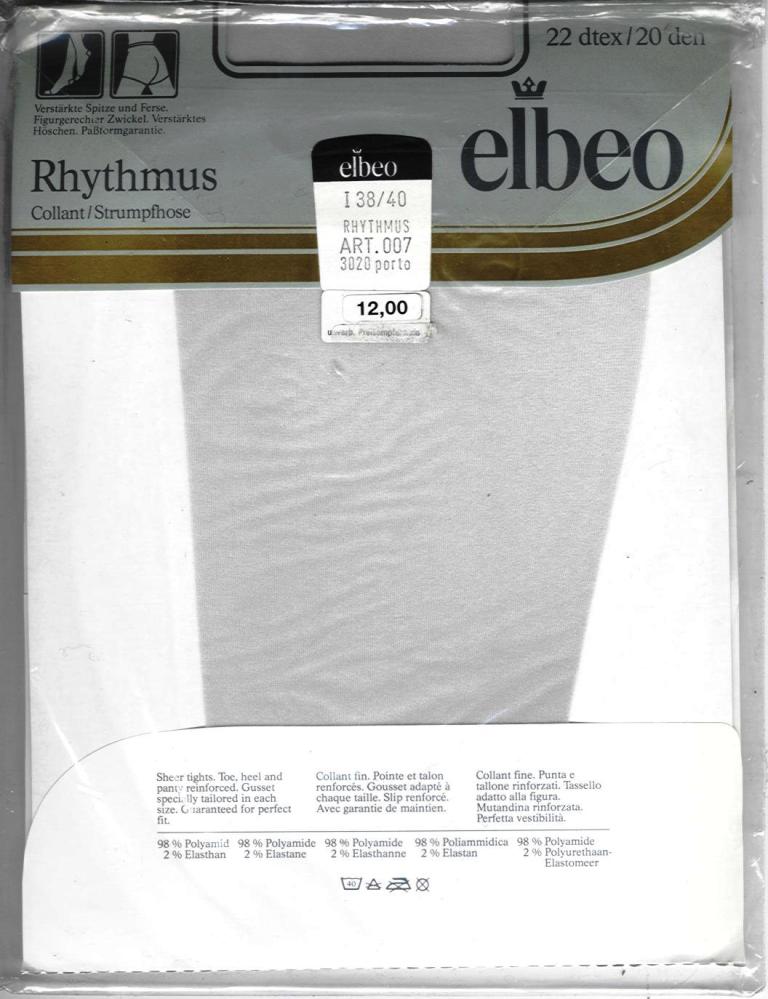 22 dtex/20 den
Verstärkte Spitze und Ferse.
Figurgerechter Zwickel. Verstärktes
Höschen. Paßformgarantie.
Rhythmus
Collant/Strumpfhose
elbeo
elbeo
I 38/40
RHYTHMUS
ART.007
3020 porto
12,00
Sheer tights. Toe, heel and
panty reinforced. Gusset
specially tailored in each
size. Guaranteed for perfect
fit.
Collant fin. Pointe et talon
renforcés. Gousset adapté à
chaque taille. Slip renforcé.
Avec garantie de maintien.
Collant fine. Punta e
tallone rinforzati. Tassello
adatto alla figura.
Mutandina rinforzata.
Perfetta vestibilità.
98 % Polyamid
2 % Elasthan
98 % Polyamide
2 % Elastane
98 % Polyamide
2 % Elasthanne
98 % Poliammidica
2 % Elastan
98 % Polyamide
2 % Polyurethaan-
Elastomeer
40